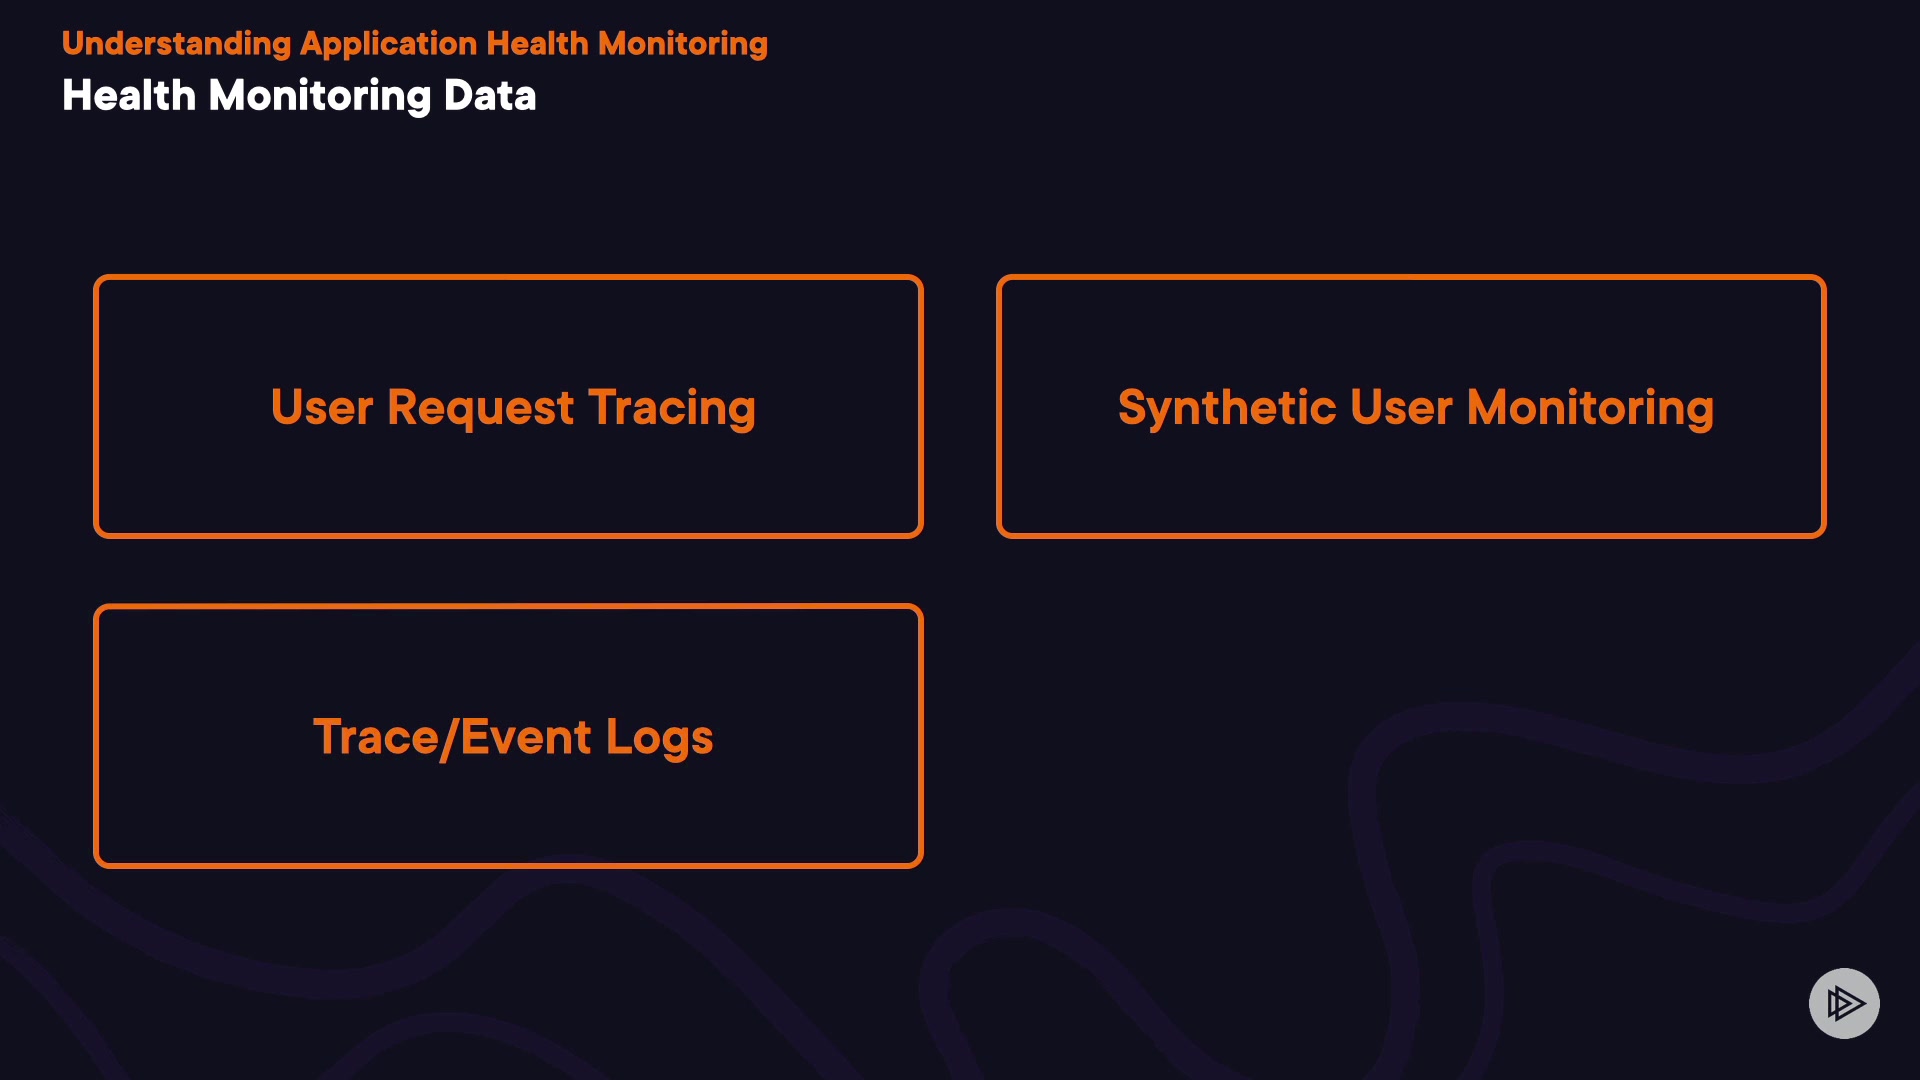 Understanding Application Health Monitoring
Health Monitoring Data
User Request Tracing
Synthetic User Monitoring
Trace/Event Logs